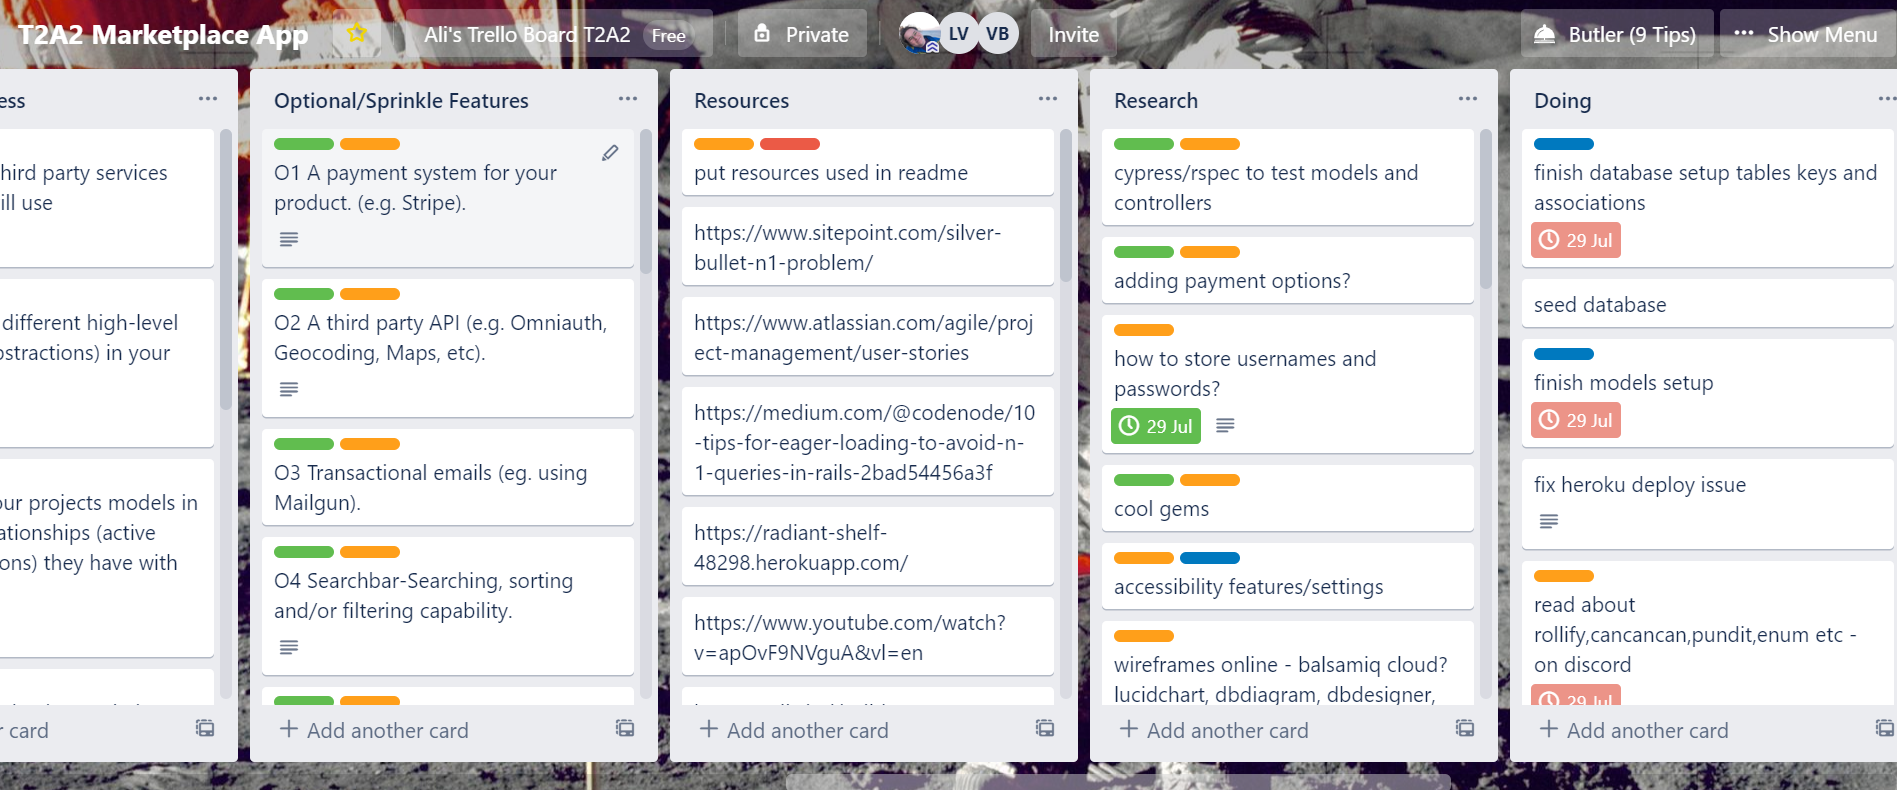 T2A2 Marketplace App
Ali's Trello Board T2A2 Free
Private
LV
VB
Invite
Butler (9 Tips)
Show Menu
ess
hird party services
ill use
different high-level
ostractions) in your
our projects models in
ationships (active
ons) they have with
r card
Optional/Sprinkle Features
O1 A payment system for your
product. (e.g. Stripe).
O2 A third party API (e.g. Omniauth,
Geocoding, Maps, etc).
O3 Transactional emails (eg. using
Mailgun).
O4 Searchbar-Searching, sorting
and/or filtering capability.
Add another card
Resources
put resources used in readme
https://www.sitepoint.com/silver-
bullet-n1-problem/
https://www.atlassian.com/agile/proj
ect-management/user-stories
https://medium.com/@codenode/10
-tips-for-eager-loading-to-avoid-n-
1-queries-in-rails-2bad54456a3f
https://radiant-shelf-
48298.herokuapp.com/
https://www.youtube.com/watch?
v=apOvF9NVguA&vl=en
Add another card
Research
cypress/rspec to test models and
controllers
adding payment options?
how to store usernames and
passwords?
29 Jul
cool gems
accessibility features/settings
wireframes online - balsamiq cloud?
lucidchart, dbdiagram, dbdesigner,
Add another card
Doing
finish database setup tables keys and
associations
29 Jul
seed database
finish models setup
29 Jul
fix heroku deploy issue
read about
rollify,cancancan,pundit,enum etc -
on discord
29 Jul
Add another card